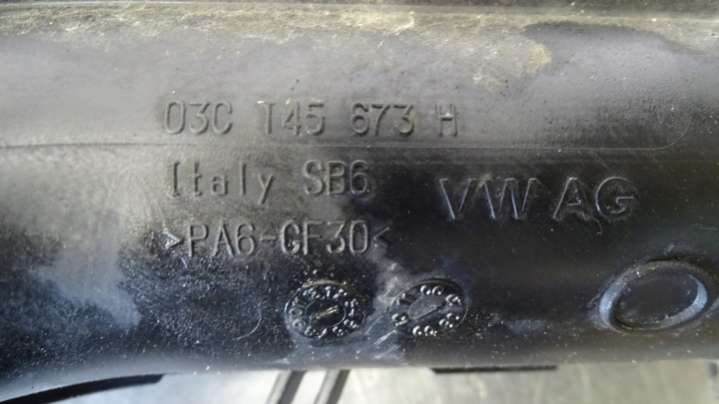 03C 145 673 H
Italy SB6 VW AG
>PA6-GF30<